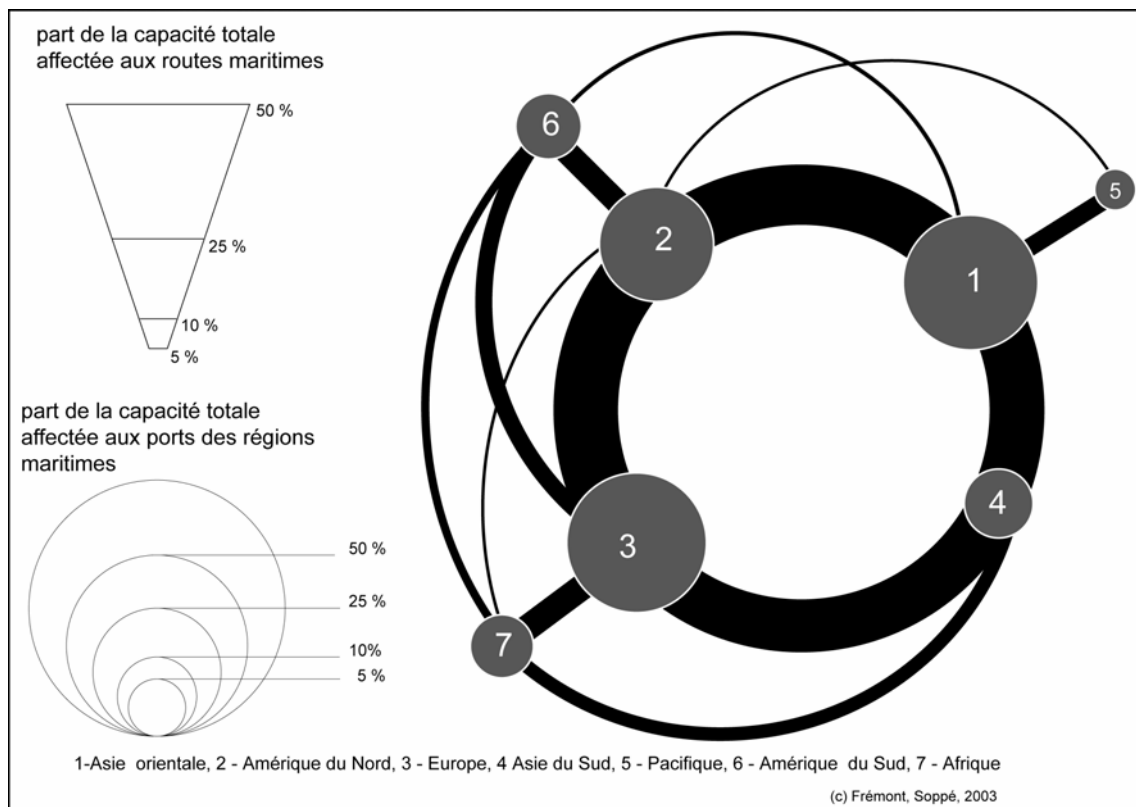 part de la capacité totale
affectée aux routes maritimes
50 %
25 %
10 %
5 %
part de la capacité totale
affectée aux ports des régions
maritimes
50 %
25 %
10%
5 %
6
5
2
1
4
3
7
1-Asie orientale, 2 - Amérique du Nord, 3 - Europe, 4 Asie du Sud, 5 - Pacifique, 6 - Amérique du Sud, 7 - Afrique
(c) Frémont, Soppé, 2003